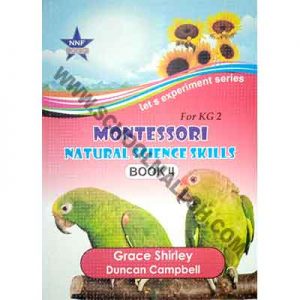 NNF
let's experiment series
For KG 2
MONTESSORI
NATURAL SCIENCE SKILLS
BOOK 4
Grace Shirley
Duncan Campbell